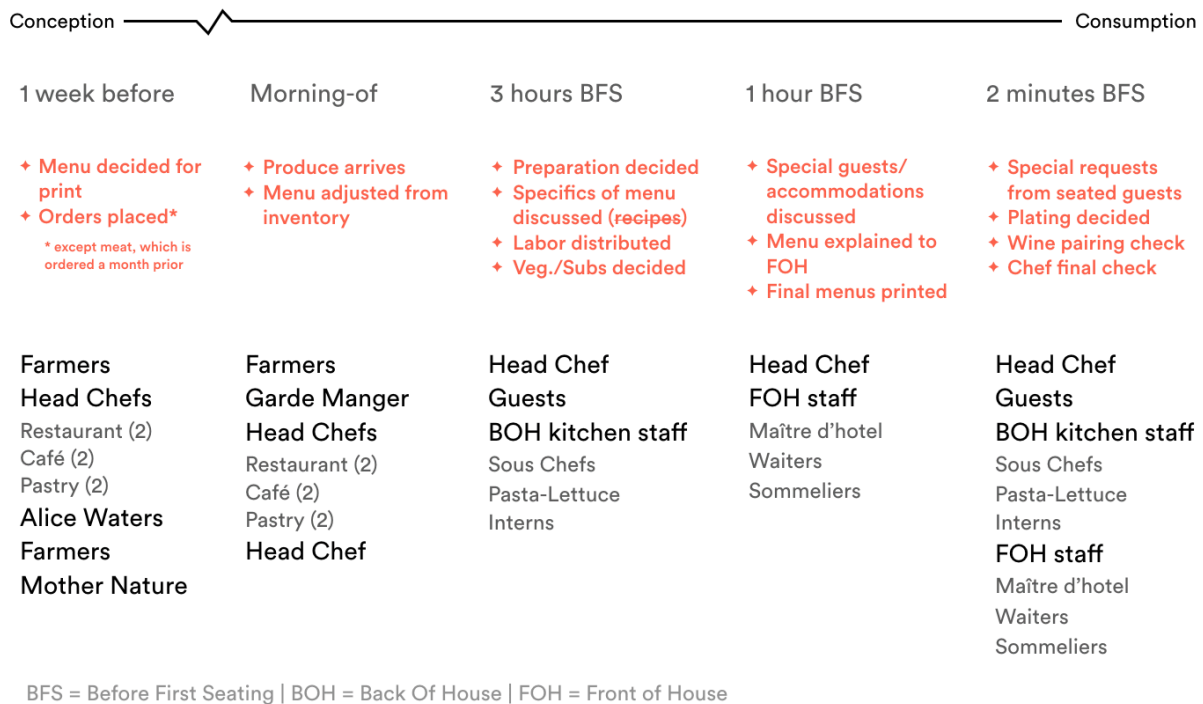 Conception
Consumption
1 week before
✦ Menu decided for
print
✦ Orders placed*
* except meat, which is
ordered a month prior
Farmers
Head Chefs
Restaurant (2)
Café (2)
Pastry (2)
Alice Waters
Farmers
Mother Nature
Morning-of
✦ Produce arrives
✦ Menu adjusted from
inventory
Farmers
Garde Manger
Head Chefs
Restaurant (2)
Café (2)
Pastry (2)
Head Chef
3 hours BFS
✦ Preparation decided
✦ Specifics of menu
discussed (recipes)
✦ Labor distributed
✦ Veg./Subs decided
Head Chef
Guests
BOH kitchen staff
Sous Chefs
Pasta-Lettuce
Interns
1 hour BFS
✦ Special guests/
accommodations
discussed
✦ Menu explained to
FOH
✦ Final menus printed
Head Chef
FOH staff
Maître d’hotel
Waiters
Sommeliers
2 minutes BFS
✦ Special requests
from seated guests
✦ Plating decided
✦ Wine pairing check
✦ Chef final check
Head Chef
Guests
BOH kitchen staff
Sous Chefs
Pasta-Lettuce
Interns
FOH staff
Maître d’hotel
Waiters
Sommeliers
BFS = Before First Seating | BOH = Back Of House | FOH = Front of House